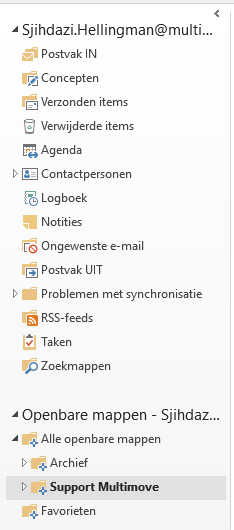 Sjihdazi.Hellingman@multi...
Postvak IN
Concepten
Verzonden items
Verwijderde items
Agenda
Contactpersonen
Logboek
Notities
Ongewenste e-mail
Postvak UIT
Problemen met synchronisatie
RSS-feeds
Taken
Zoekmappen
Openbare mappen - Sjihdaz...
Alle openbare mappen
Archief
Support Multimove
Favorieten